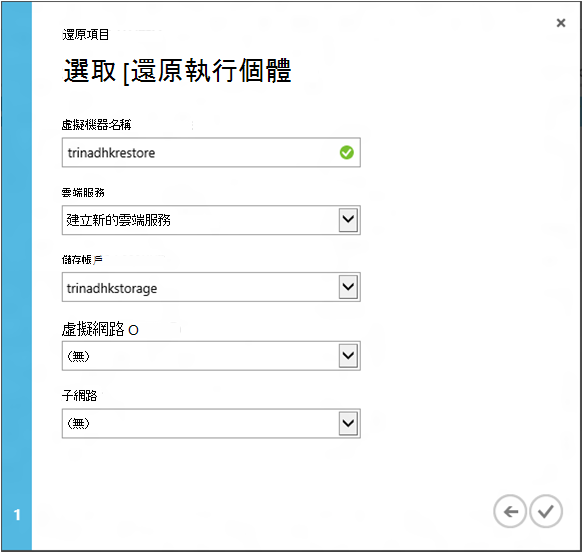 還原項目
選取 [還原執行個體
虛擬機器名稱
trinadhkrestore
雲端服務
建立新的雲端服務
儲存帳戶
trinadhkstorage
虛擬網路 O
(無)
子網路
(無)
1